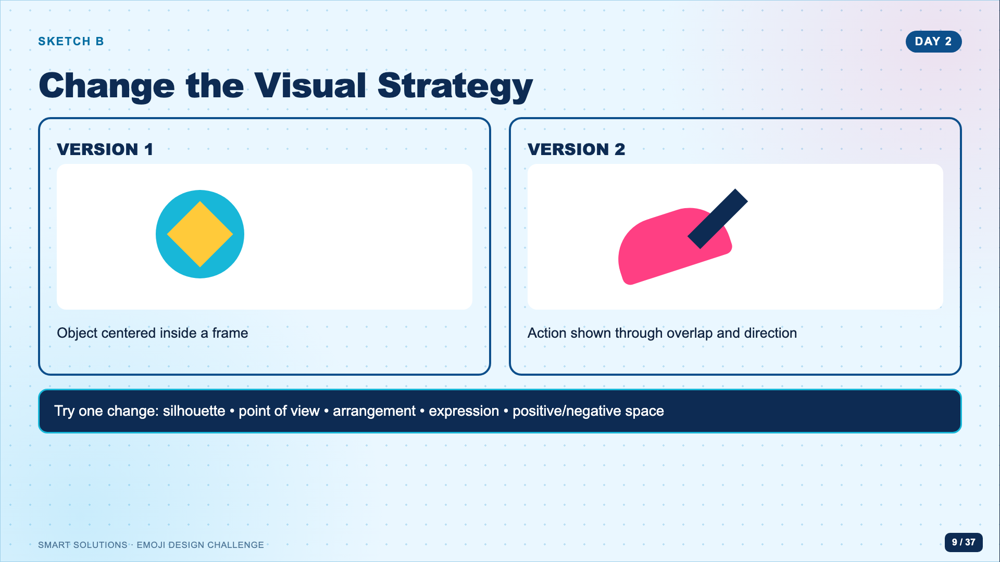 SKETCH B
DAY 2
Change the Visual Strategy
VERSION 1
Object centered inside a frame
VERSION 2
Action shown through overlap and direction
Try one change: silhouette • point of view • arrangement • expression • positive/negative space
SMART SOLUTIONS · EMOJI DESIGN CHALLENGE
9 / 37